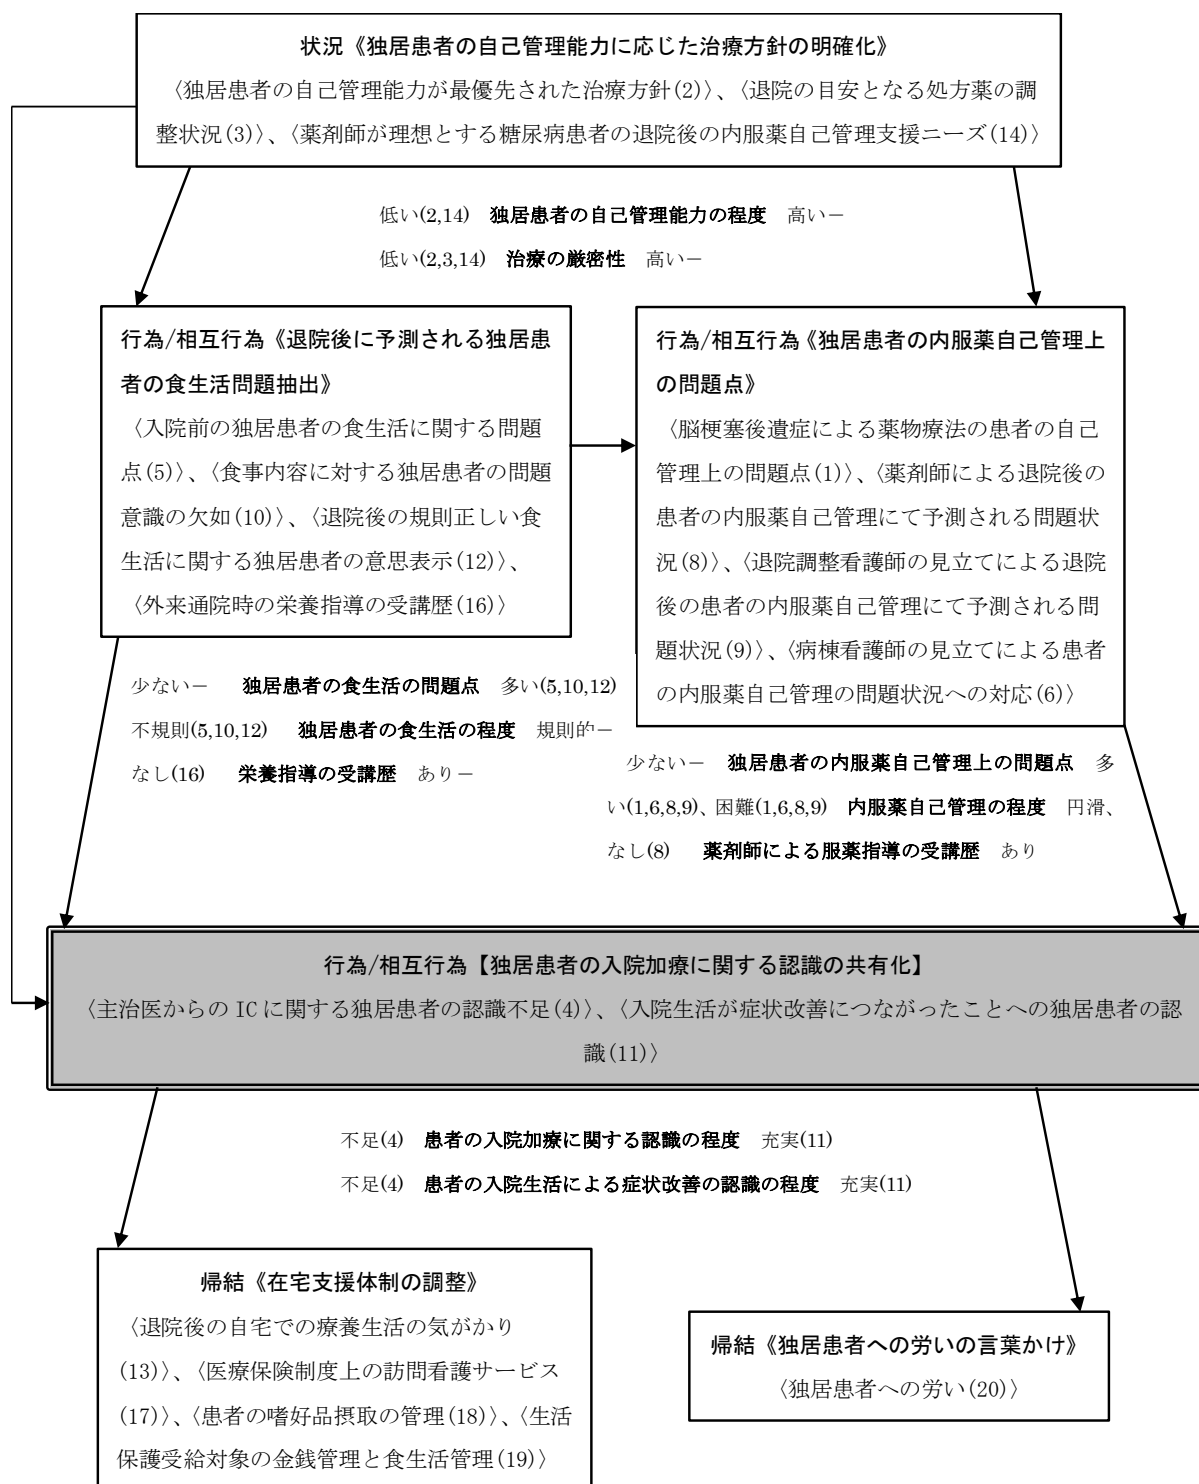 状況《独居患者の自己管理能力に応じた治療方針の明確化》
〈独居患者の自己管理能力が最優先された治療方針(2)〉、〈退院の目安となる処方薬の調
整状況(3)〉、〈薬剤師が理想とする糖尿病患者の退院後の内服薬自己管理支援ニーズ(14)〉
低い(2,14) 独居患者の自己管理能力の程度 高い－
低い(2,3,14) 治療の厳密性 高い－
行為/相互行為《退院後に予測される独居患
者の食生活問題抽出》
〈入院前の独居患者の食生活に関する問題
点(5)〉、〈食事内容に対する独居患者の問題
意識の欠如(10)〉、〈退院後の規則正しい食
生活に関する独居患者の意思表示(12)〉、
〈外来通院時の栄養指導の受講歴(16)〉
行為/相互行為《独居患者の内服薬自己管理上
の問題点》
〈脳梗塞後遺症による薬物療法の患者の自己
管理上の問題点(1)〉、〈薬剤師による退院後の
患者の内服薬自己管理にて予測される問題状
況(8)〉、〈退院調整看護師の見立てによる退院
後の患者の内服薬自己管理にて予測される問
題状況(9)〉、〈病棟看護師の見立てによる患者
の内服薬自己管理の問題状況への対応(6)〉
少ない－ 独居患者の食生活の問題点 多い(5,10,12)
不規則(5,10,12) 独居患者の食生活の程度 規則的－
なし(16) 栄養指導の受講歴 あり－
少ない－ 独居患者の内服薬自己管理上の問題点 多
い(1,6,8,9)、困難(1,6,8,9) 内服薬自己管理の程度 円滑、
なし(8) 薬剤師による服薬指導の受講歴 あり
行為/相互行為【独居患者の入院加療に関する認識の共有化】
〈主治医からの IC に関する独居患者の認識不足(4)〉、〈入院生活が症状改善につながったことへの独居患者の認
識(11)〉
不足(4) 患者の入院加療に関する認識の程度 充実(11)
不足(4) 患者の入院生活による症状改善の認識の程度 充実(11)
帰結《在宅支援体制の調整》
〈退院後の自宅での療養生活の気がかり
(13)〉、〈医療保険制度上の訪問看護サービス
(17)〉、〈患者の嗜好品摂取の管理(18)〉、〈生活
保護受給対象の金銭管理と食生活管理(19)〉
帰結《独居患者への労いの言葉かけ》
〈独居患者への労い(20)〉